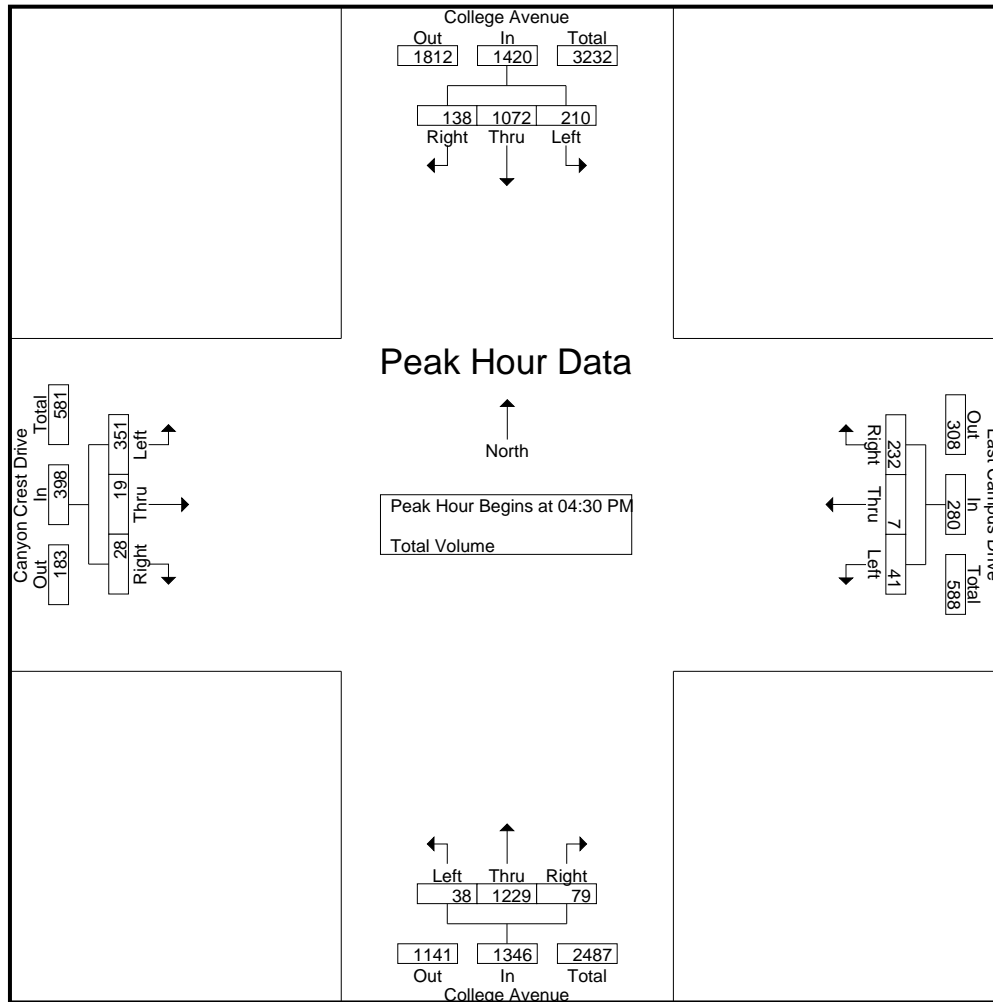 College Avenue
Out In Total
1812 1420 3232
138 1072 210
Right Thru Left
Peak Hour Data
North
Peak Hour Begins at 04:30 PM
Total Volume
Canyon Crest Drive
Out In Total
183 398 581
28 19 351
Right Thru Left
East Campus Drive
Out In Total
308 280 588
232 7 41
Right Thru Left
Left Thru Right
38 1229 79
1141 1346 2487
Out In Total
College Avenue